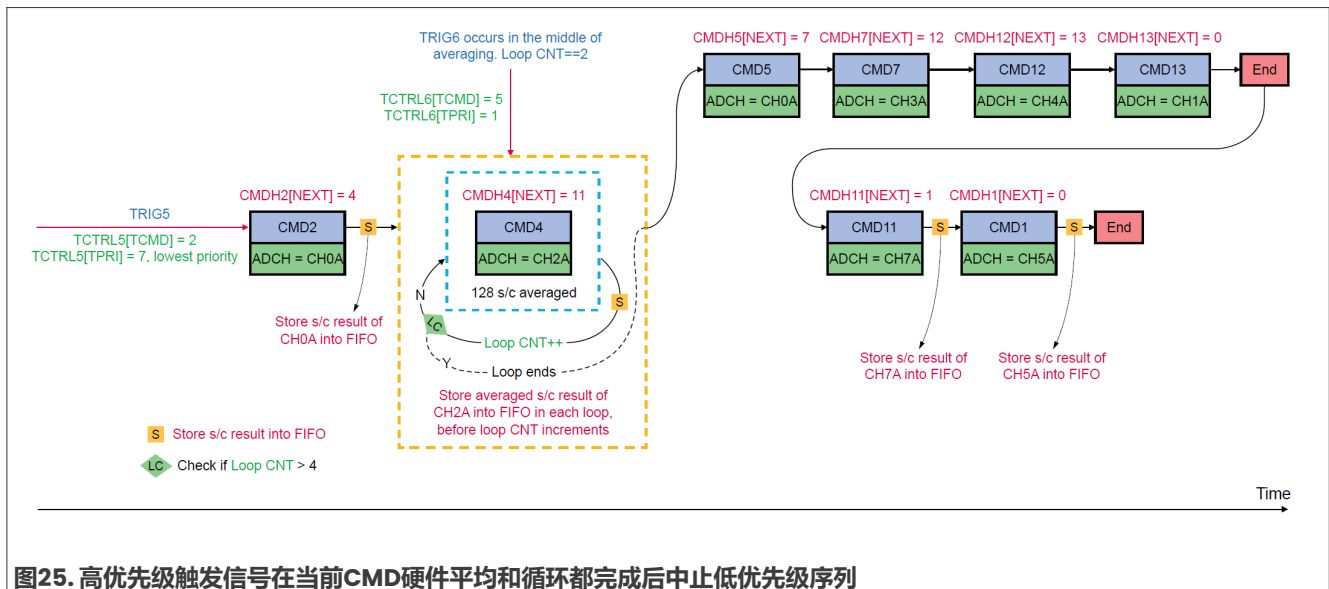 TRIG6 occurs in the middle of
averaging. Loop CNT==2
TCTRL6[TCMD] = 5
TCTRL6[TPRI] = 1
CMDH5[NEXT] = 7
CMDH7[NEXT] = 12
CMDH12[NEXT] = 13
CMDH13[NEXT] = 0
CMD5
CMD7
CMD12
CMD13
End
ADCH = CH0A
ADCH = CH3A
ADCH = CH4A
ADCH = CH1A
TRIG5
TCTRL5[TCMD] = 2
TCTRL5[TPRI] = 7, lowest priority
CMDH2[NEXT] = 4
CMD2
ADCH = CH0A
S
Store s/c result of
CH0A into FIFO
CMDH4[NEXT] = 11
CMD4
ADCH = CH2A
128 s/c averaged
N
S
LC
Loop CNT++
Y
Loop ends
Store averaged s/c result of
CH2A into FIFO in each loop,
before loop CNT increments
CMDH11[NEXT] = 1
CMDH1[NEXT] = 0
CMD11
S
CMD1
S
End
ADCH = CH7A
ADCH = CH5A
Store s/c result of
CH7A into FIFO
Store s/c result of
CH5A into FIFO
S Store s/c result into FIFO
LC Check if Loop CNT > 4
Time
图25. 高优先级触发信号在当前CMD硬件平均和循环都完成后中止低优先级序列